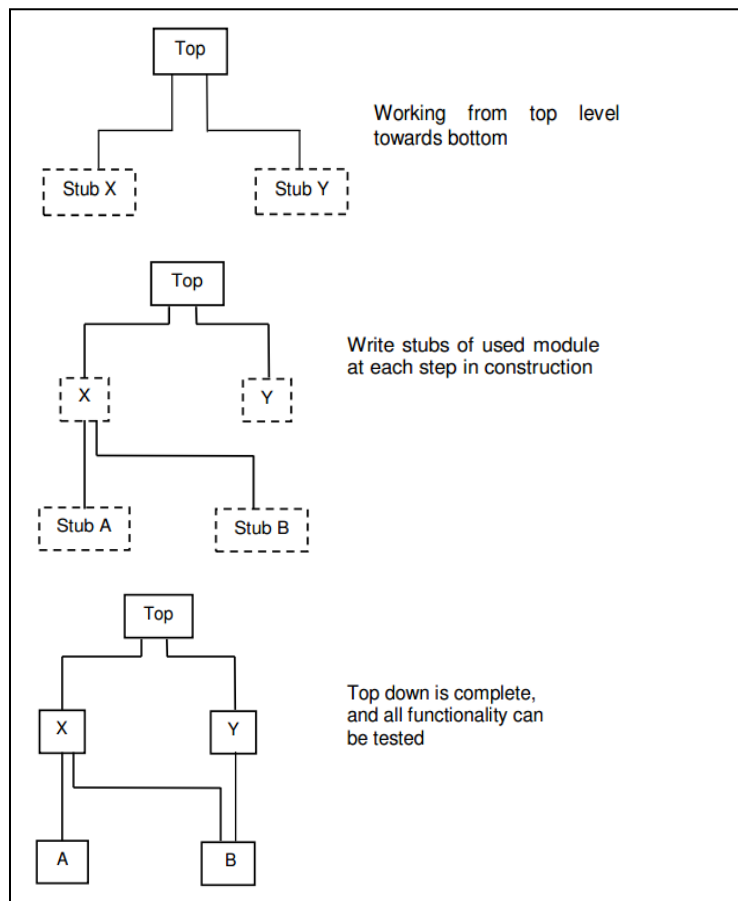 Top
Working from top level
towards bottom
Stub X
Stub Y
Top
Write stubs of used module
at each step in construction
X
Y
Stub A
Stub B
Top
Top down is complete,
and all functionality can
be tested
X
Y
A
B